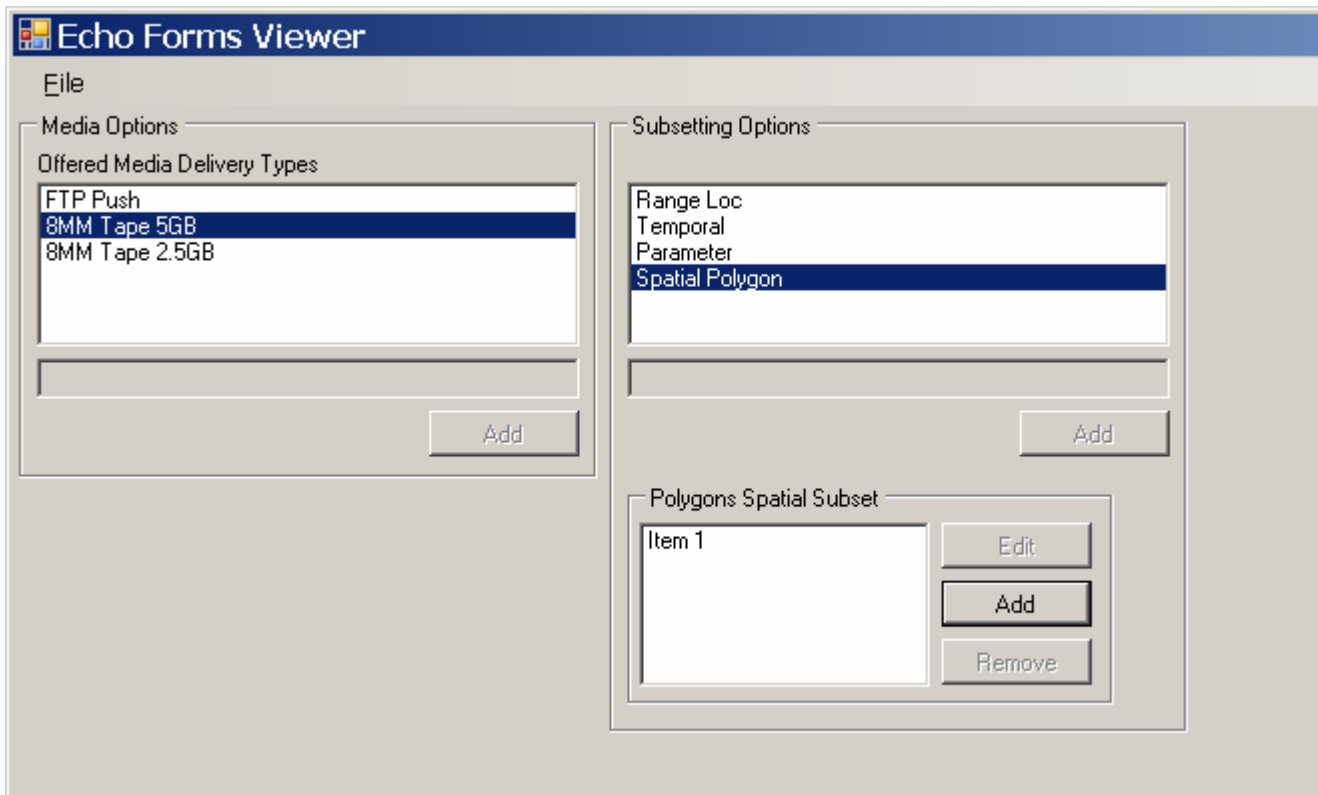 Echo Forms Viewer
File
Media Options
Offered Media Delivery Types
FTP Push
8MM Tape 5GB
8MM Tape 2.5GB
Add
Subsetting Options
Range Loc
Temporal
Parameter
Spatial Polygon
Add
Polygons Spatial Subset
Item 1
Edit
Add
Remove